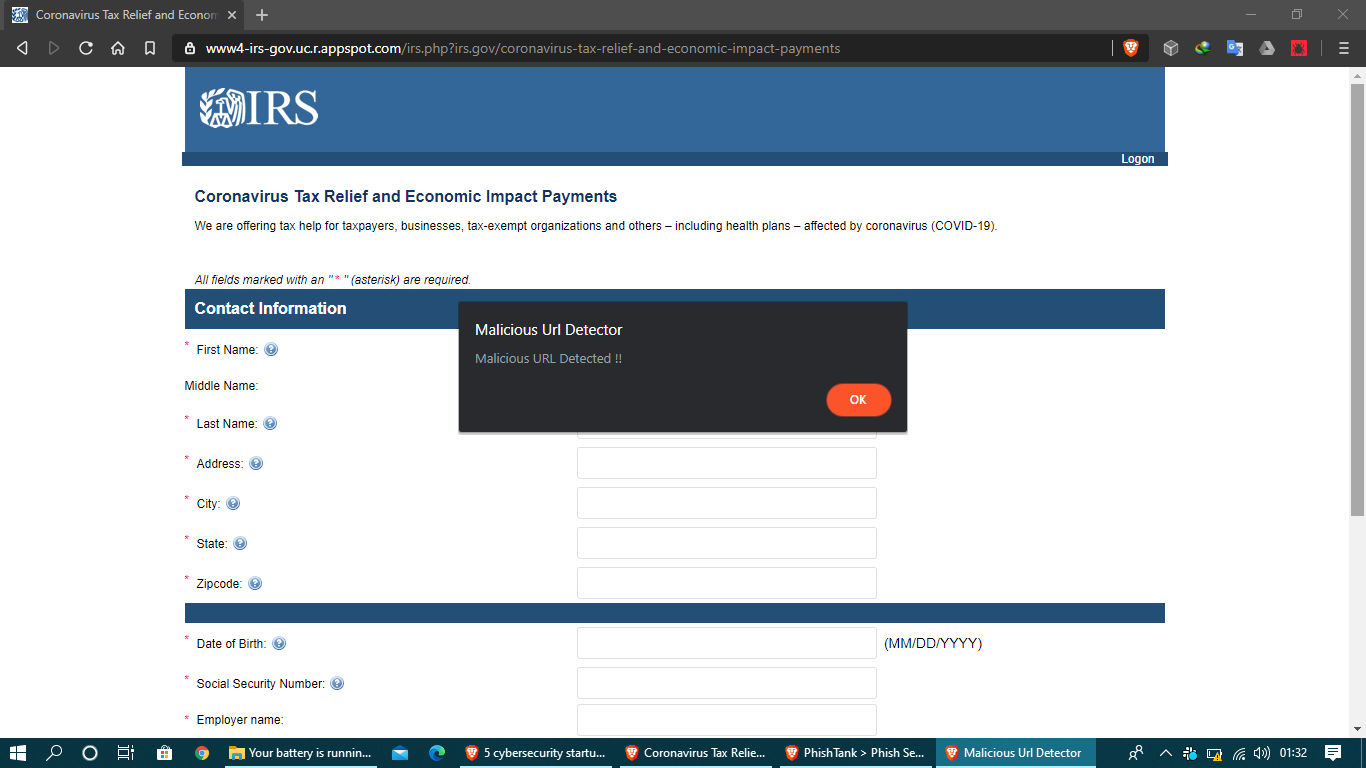 Coronavirus Tax Relief and Econom
www4-irs-gov.uc.r.appspot.com/irs.php?irs.gov/coronavirus-tax-relief-and-economic-impact-payments
IRS
Logon
Coronavirus Tax Relief and Economic Impact Payments
We are offering tax help for taxpayers, businesses, tax-exempt organizations and others – including health plans – affected by coronavirus (COVID-19).
All fields marked with an "* " (asterisk) are required.
Contact Information
Malicious Url Detector
Malicious URL Detected !!
OK
* First Name:
Middle Name:
* Last Name:
* Address:
* City:
* State:
* Zipcode:
* Date of Birth: (MM/DD/YYYY)
* Social Security Number:
* Employer name:
Your battery is runnin... 5 cybersecurity startu... Coronavirus Tax Relie... PhishTank > Phish Se... Malicious Url Detector 01:32